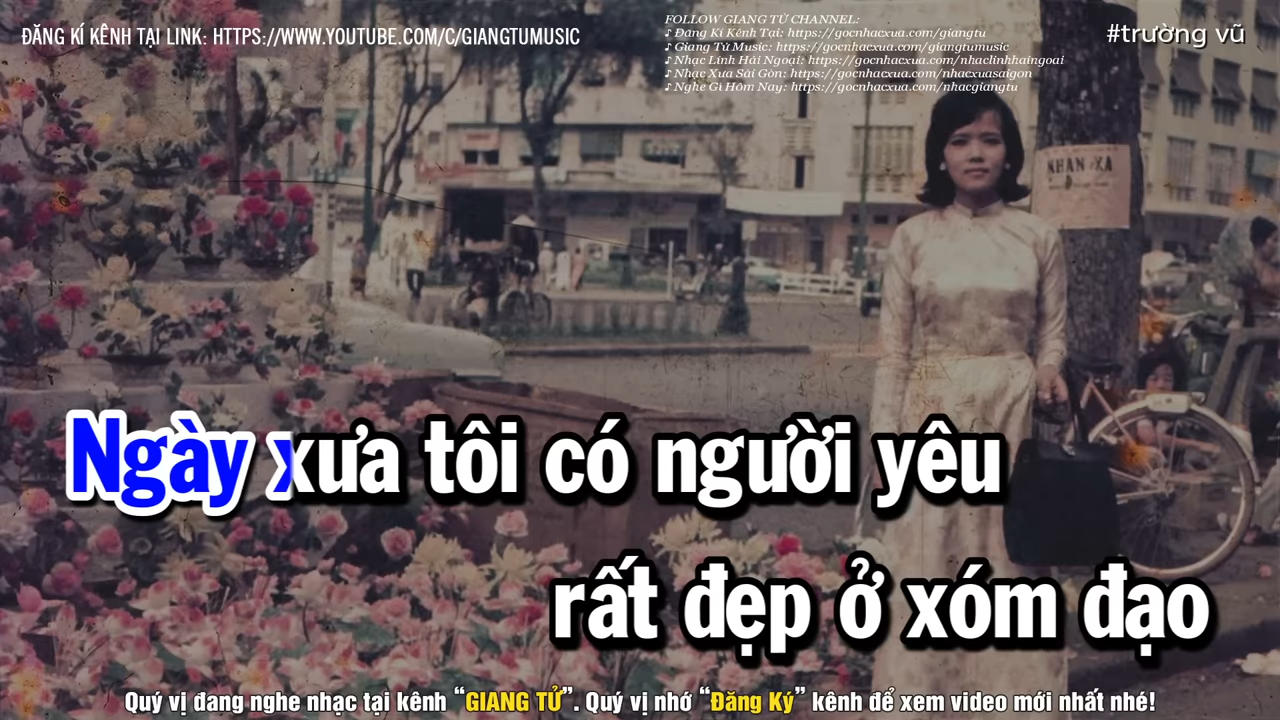 ĐĂNG KÍ KÊNH TẠI LINK: HTTPS://WWW.YOUTUBE.COM/C/GIANGTUMUSIC
FOLLOW GIANG TỬ CHANNEL:
♪ Đăng Kí Kênh Tại: https://gocnhacxua.com/giangtu
♪ Giang Tử Music: https://gocnhacxua.com/giangtumusic
♪ Nhạc Lính Hải Ngoại: https://gocnhacxua.com/nhaclinhhaingoai
♪ Nhạc Xưa Sài Gòn: https://gocnhacxua.com/nhacxuasaigon
♪ Nghe Gì Hôm Nay: https://gocnhacxua.com/nhacgiangtu
#trường vũ
NHAN
Ngày xưa tôi có người yêu
rất đẹp ở xóm đạo
Quý vị đang nghe nhạc tại kênh “GIANG TỬ”. Quý vị nhớ “Đăng Ký” kênh để xem video mới nhất nhé!